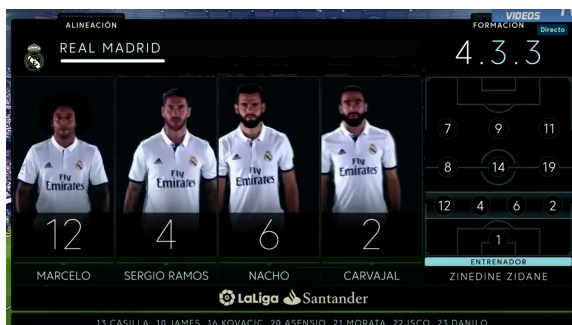 VIDEOS
ALINEACIÓN
FORMACIÓN
Directo
REAL MADRID
4.3.3
7 9 11
8 14 19
12 4 6 2
1
Fly
Emirates
Fly
Emirates
Fly
Emirates
Fly
Emirates
12 4 6 2
ENTRENADOR
MARCELO SERGIO RAMOS NACHO CARVAJAL ZINEDINE ZIDANE
LaLiga Santander
13 CASILLA 10 JAMES 16 KOVACIC 20 ASENSIO 21 MORATA 22 ISCO 23 DANILO